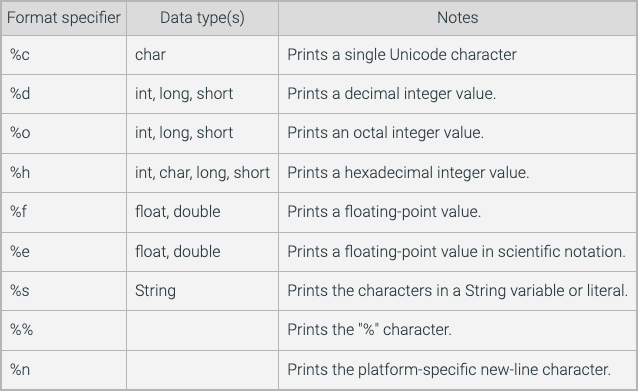 Format specifier Data type(s) Notes
%c char Prints a single Unicode character
%d int, long, short Prints a decimal integer value.
%o int, long, short Prints an octal integer value.
%h int, char, long, short Prints a hexadecimal integer value.
%f float, double Prints a floating-point value.
%e float, double Prints a floating-point value in scientific notation.
%s String Prints the characters in a String variable or literal.
%% Prints the "%" character.
%n Prints the platform-specific new-line character.